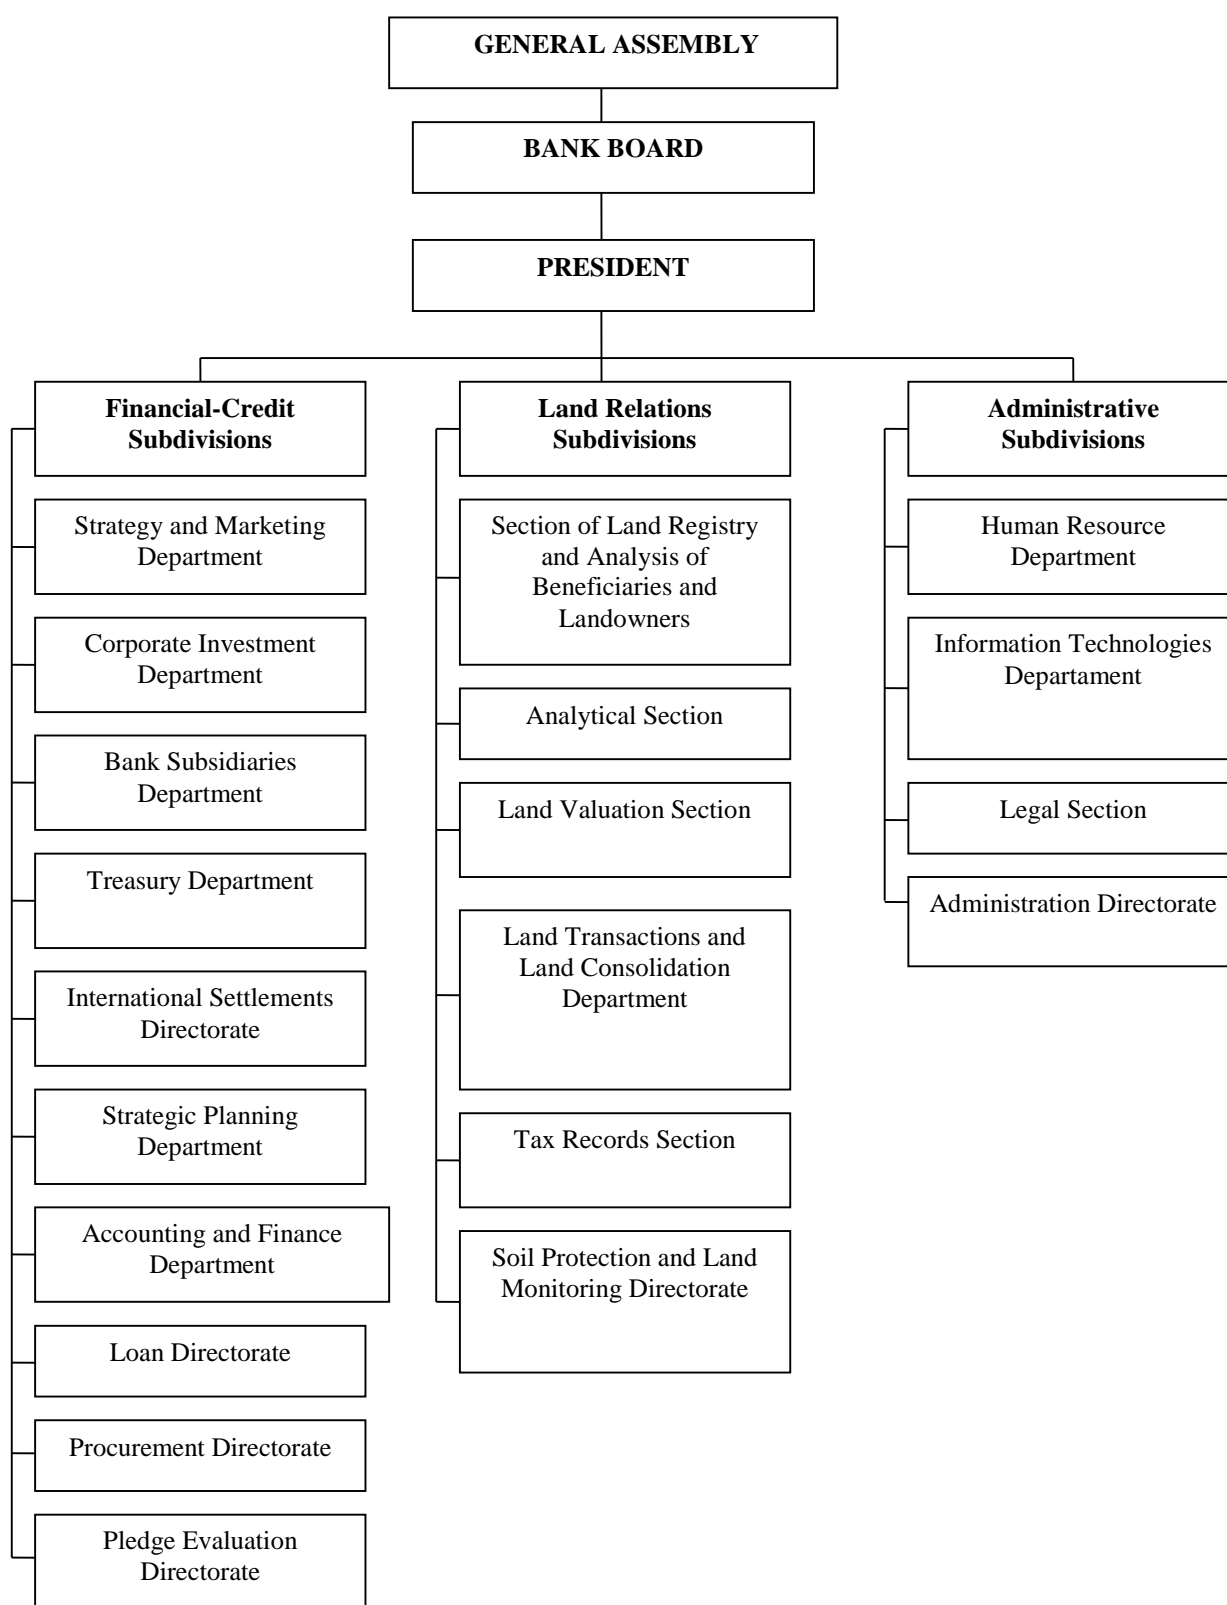 GENERAL ASSEMBLY
BANK BOARD
PRESIDENT
Financial-Credit
Subdivisions
Strategy and Marketing
Department
Corporate Investment
Department
Bank Subsidiaries
Department
Treasury Department
International Settlements
Directorate
Strategic Planning
Department
Accounting and Finance
Department
Loan Directorate
Procurement Directorate
Pledge Evaluation
Directorate
Land Relations
Subdivisions
Section of Land Registry
and Analysis of
Beneficiaries and
Landowners
Analytical Section
Land Valuation Section
Land Transactions and
Land Consolidation
Department
Tax Records Section
Soil Protection and Land
Monitoring Directorate
Administrative
Subdivisions
Human Resource
Department
Information Technologies
Departament
Legal Section
Administration Directorate